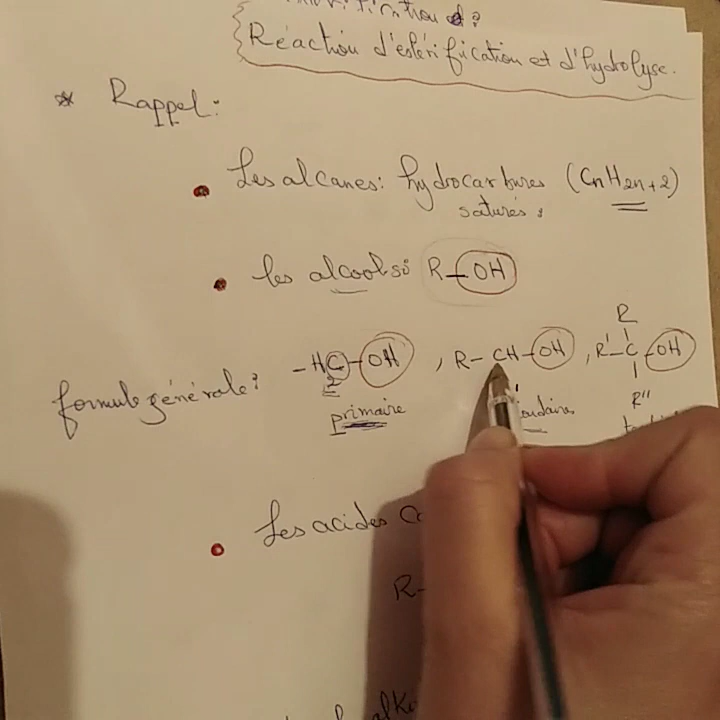 Réaction d'estérification et d'hydrolyse.
* Rappel:
• Les alcanes: hydrocarbures (CnH2n+2)
saturés:
• les alcools: R-OH
R
formule générale: -H2C-OH, R-CH-OH, R'-C-OH
primaire R''
• Les acides